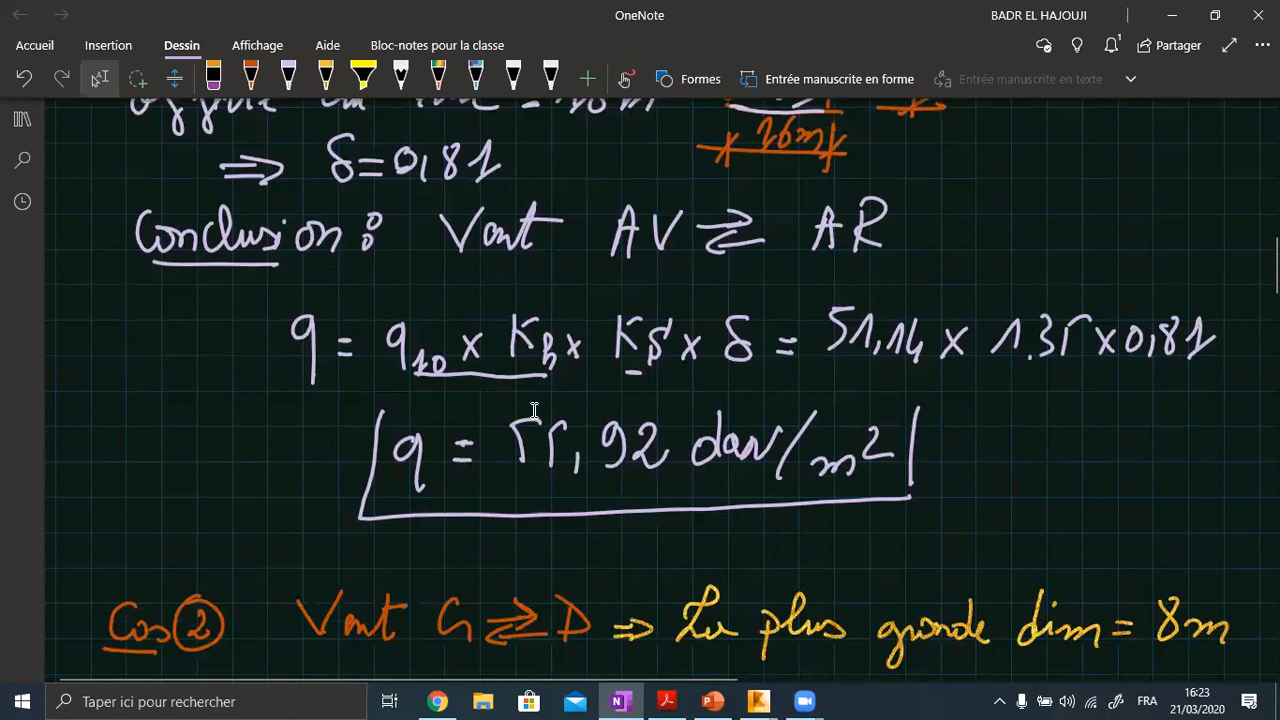 OneNote
BADR EL HAJOUJI
Accueil Insertion Dessin Affichage Aide Bloc-notes pour la classe Partager
Formes Entrée manuscrite en forme Entrée manuscrite en texte
16m
⇒ δ=0,81
Conclusion : Vent AV ⇄ AR
q = q10 x Kh x KS x δ = 51,14 x 1.35 x 0,81
q = 55,92 daN/m²
Cas 2 Vent G ⇄ D ⇒ La plus grande dim = 8m
Taper ici pour rechercher
FRA
16:23
21/03/2020